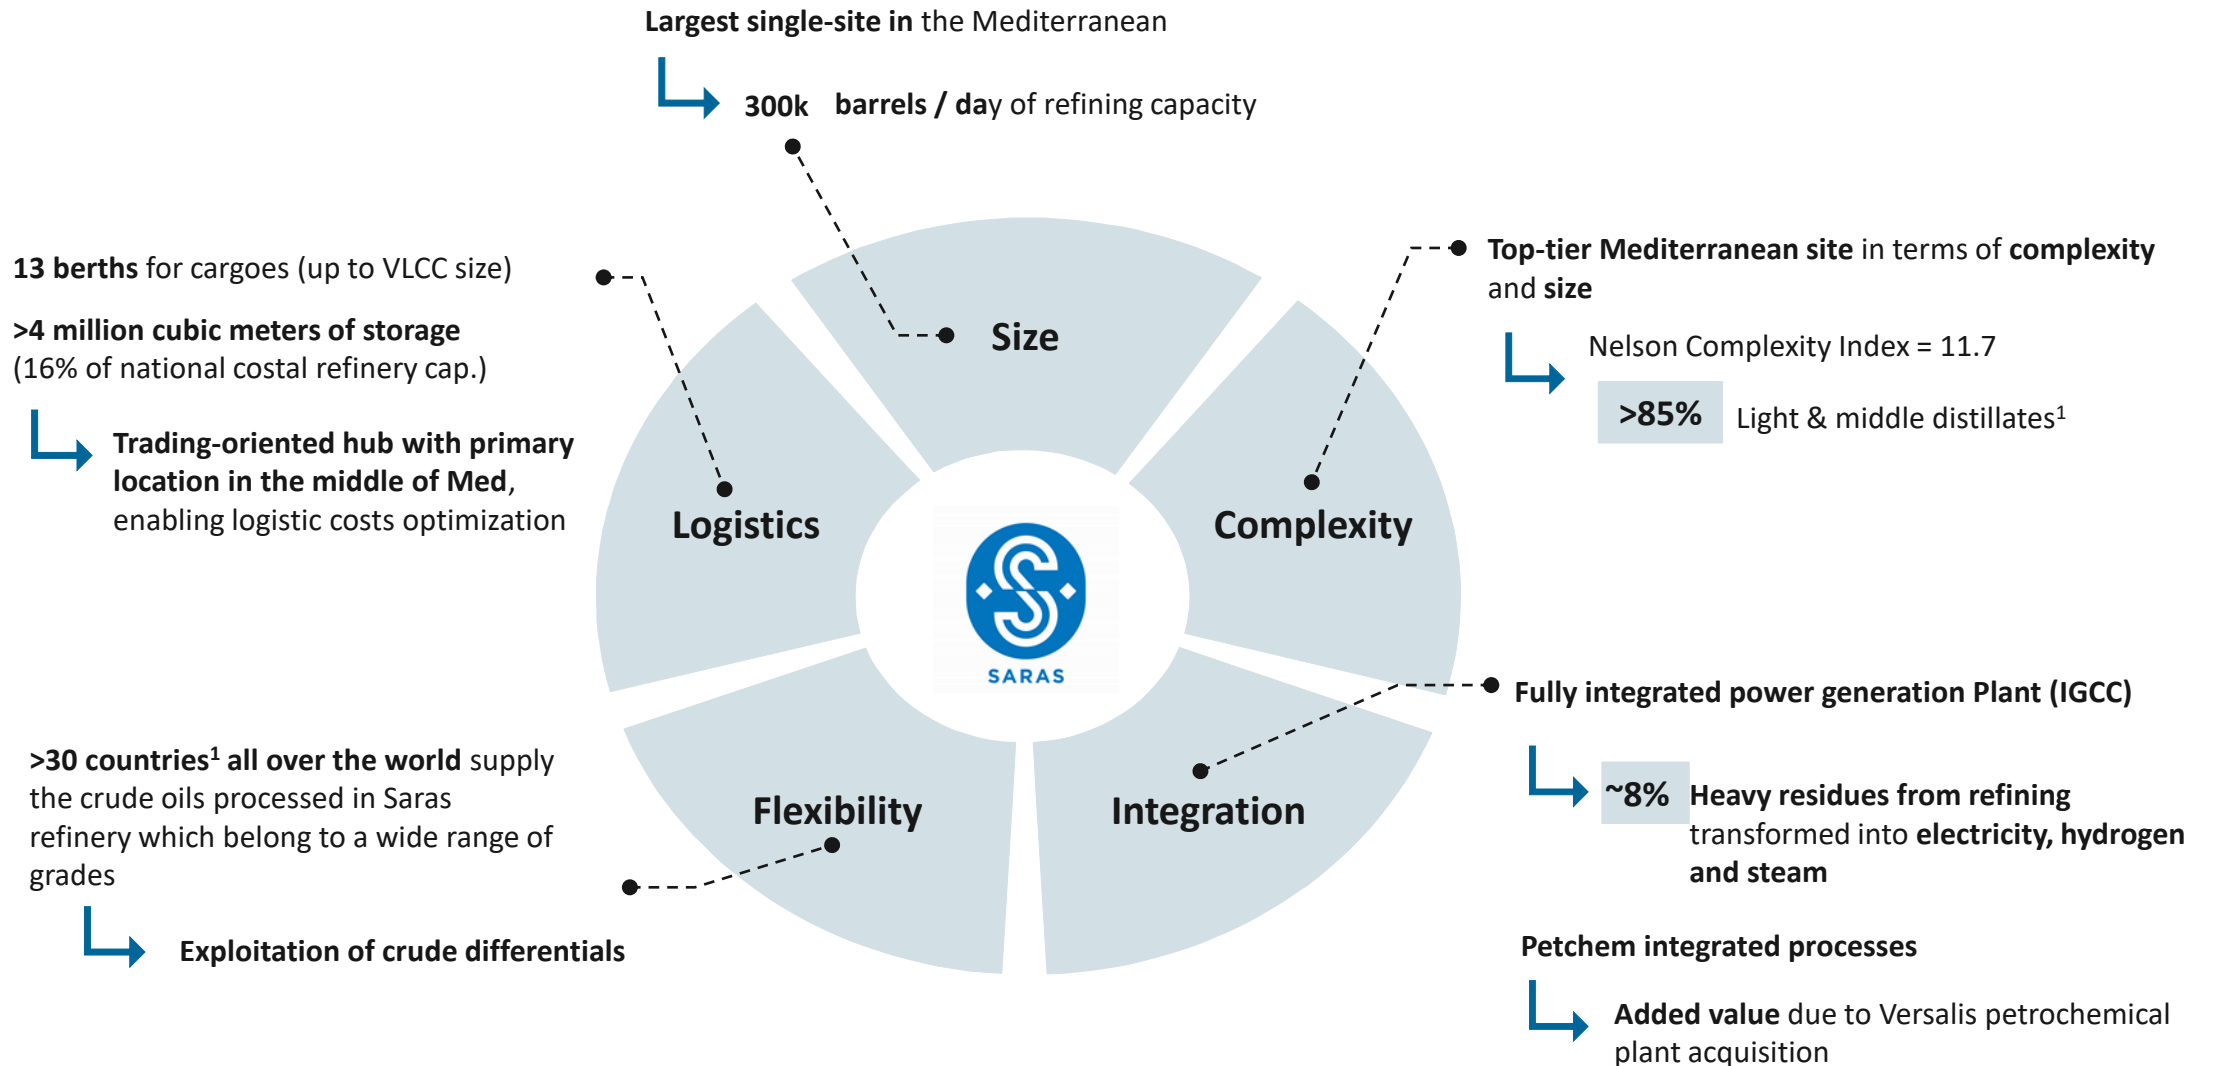 Largest single-site in the Mediterranean
300k barrels / day of refining capacity
13 berths for cargoes (up to VLCC size)
>4 million cubic meters of storage
(16% of national costal refinery cap.)
Trading-oriented hub with primary
location in the middle of Med,
enabling logistic costs optimization
Top-tier Mediterranean site in terms of complexity
and size
Nelson Complexity Index = 11.7
>85% Light & middle distillates¹
Size
Logistics
Complexity
SARAS
Flexibility
Integration
>30 countries¹ all over the world supply
the crude oils processed in Saras
refinery which belong to a wide range of
grades
Exploitation of crude differentials
Fully integrated power generation Plant (IGCC)
~8% Heavy residues from refining
transformed into electricity, hydrogen
and steam
Petchem integrated processes
Added value due to Versalis petrochemical
plant acquisition